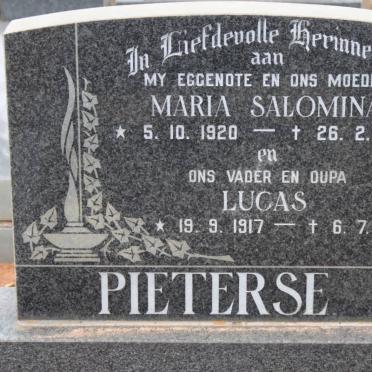 In Liefdevolle Herinne
aan
MY EGGENOTE EN ONS MOED
MARIA SALOMINA
★ 5. 10. 1920 — † 26. 2.
en
ONS VADER EN OUPA
LUCAS
★ 19. 9. 1917 — † 6. 7.
PIETERSE